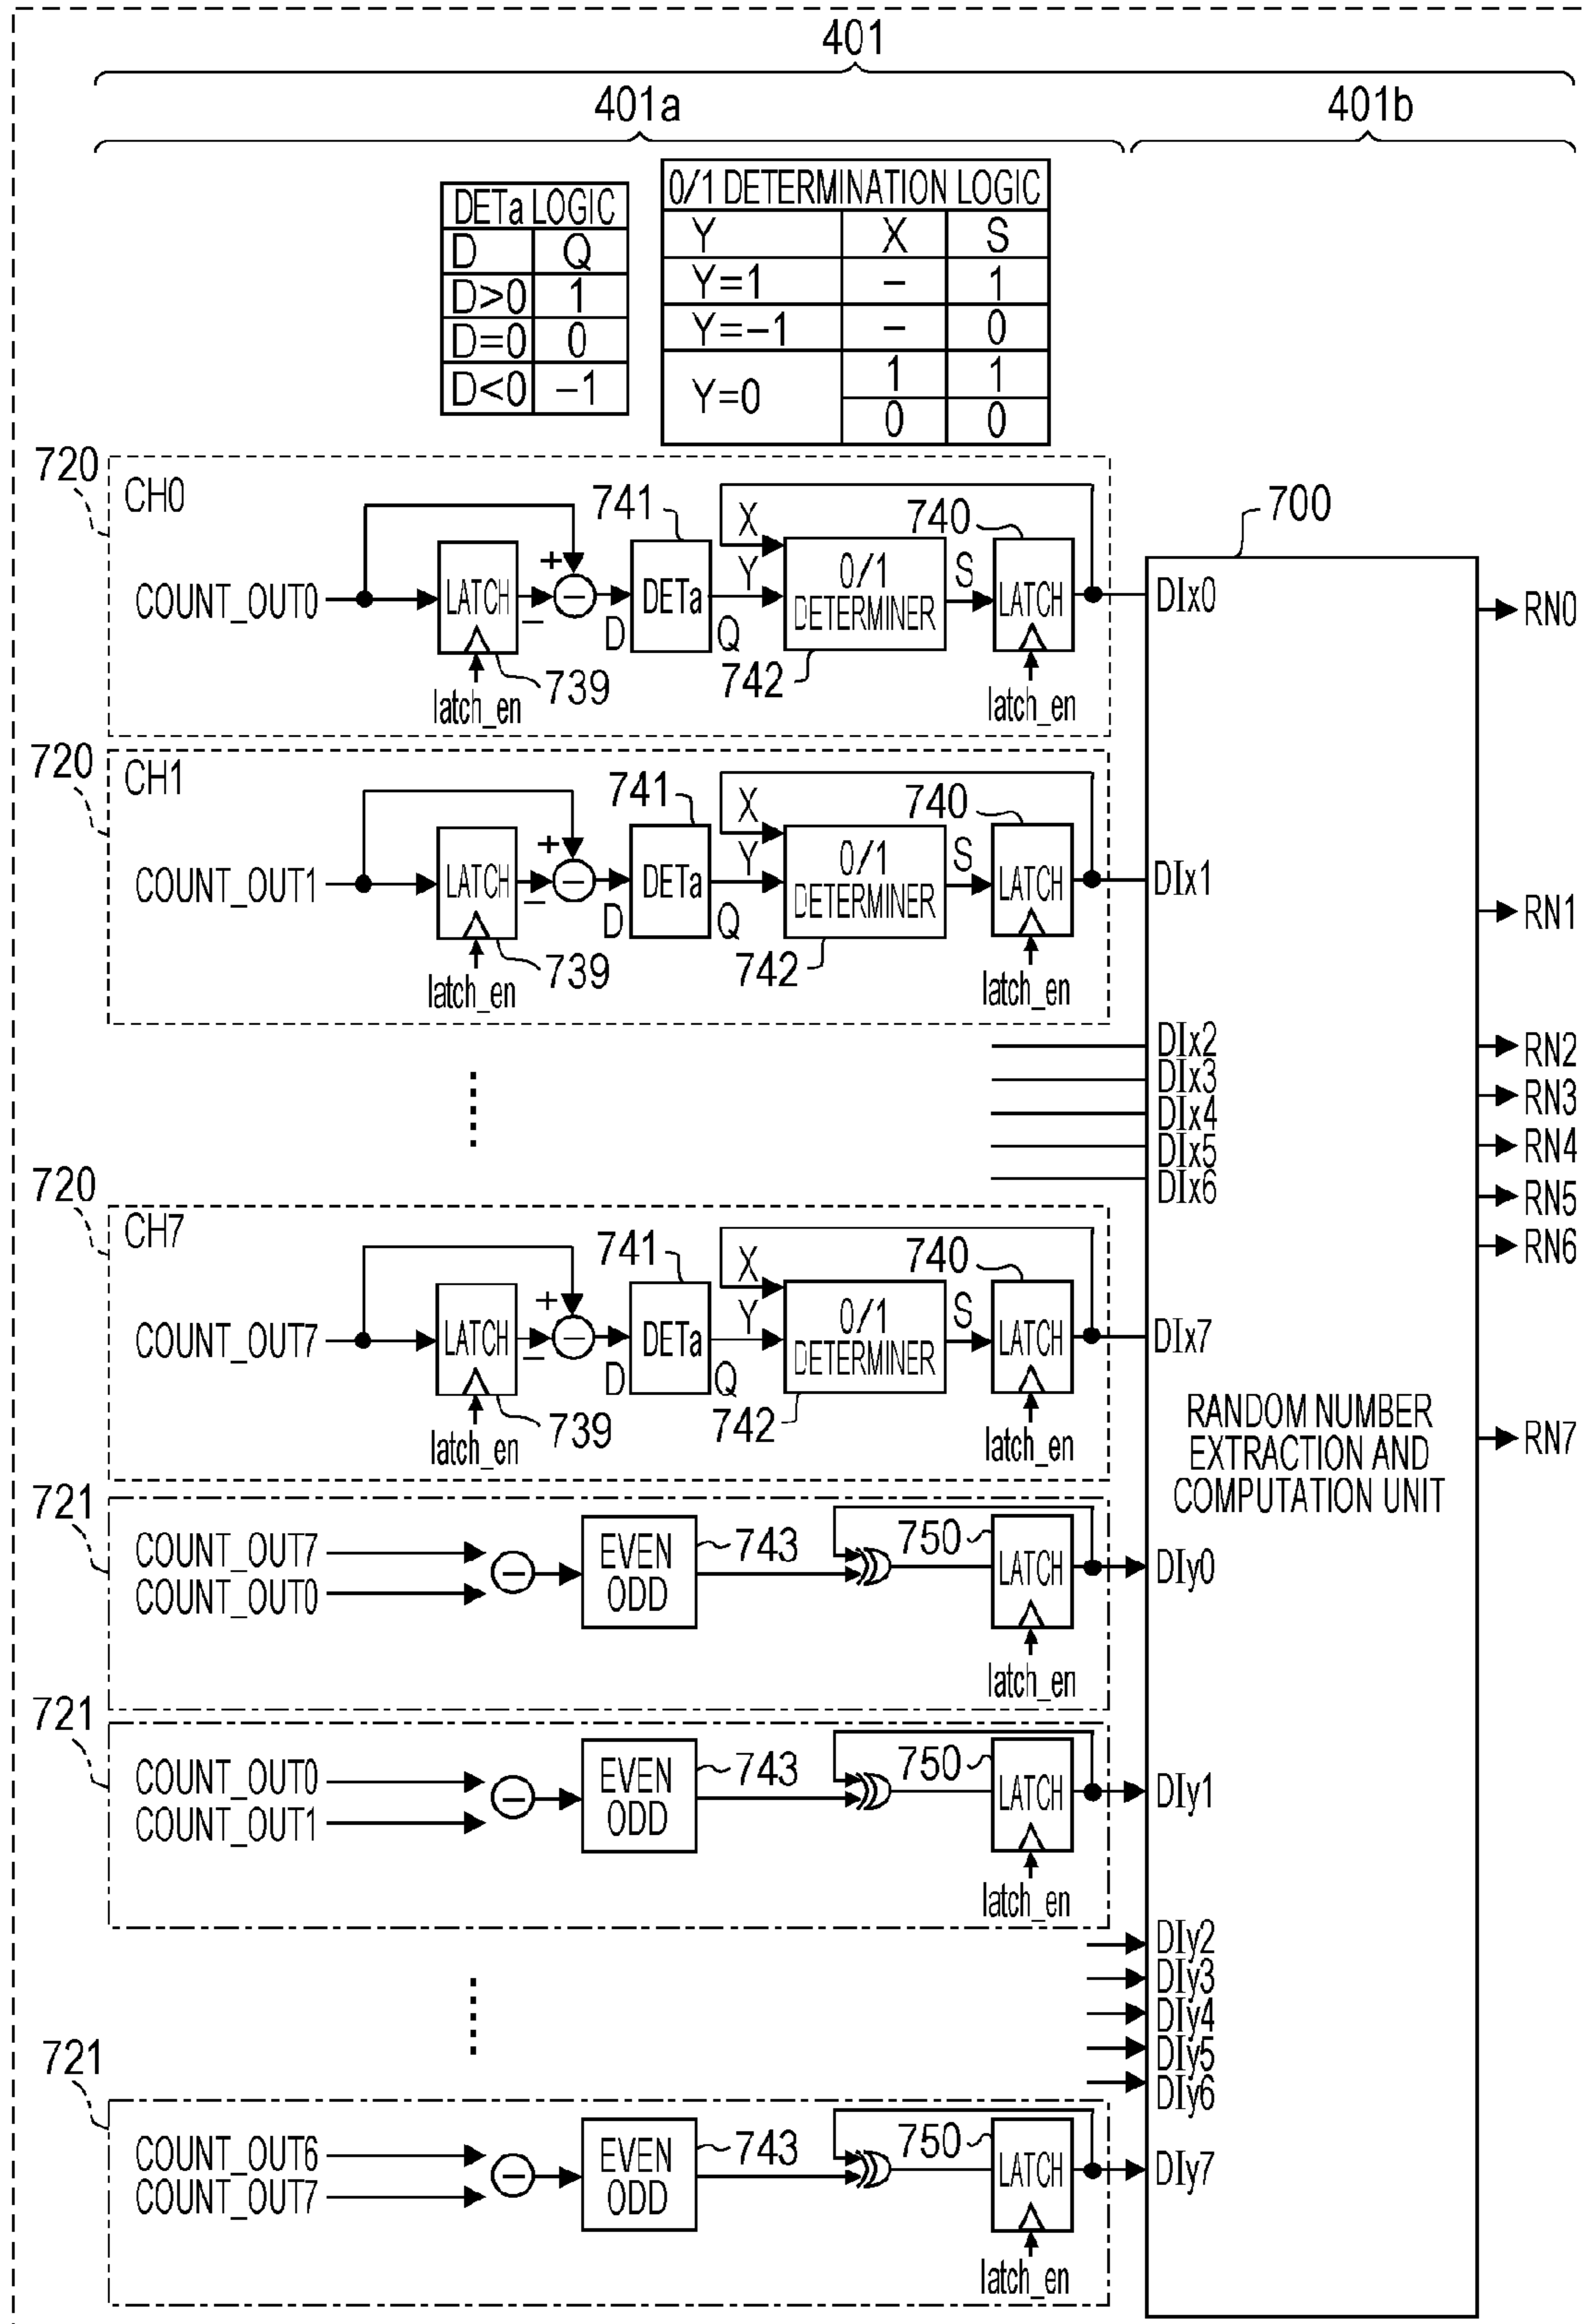 401
401a 401b
DETa LOGIC
D Q
D>0 1
D=0 0
D<0 −1
0/1 DETERMINATION LOGIC
Y X S
Y=1 − 1
Y=−1 − 0
Y=0 1 1
0 0
720 CH0 741 X 740 700
COUNT_OUT0 LATCH + − − D DETa Q Y 0/1 DETERMINER S LATCH DIx0 RN0
latch_en 739 742 latch_en
720 CH1 741 X 740
COUNT_OUT1 LATCH + − − D DETa Q Y 0/1 DETERMINER S LATCH DIx1 RN1
latch_en 739 742 latch_en
DIx2 RN2
DIx3 RN3
DIx4 RN4
DIx5 RN5
DIx6 RN6
720 CH7 741 X 740
COUNT_OUT7 LATCH + − − D DETa Q Y 0/1 DETERMINER S LATCH DIx7
latch_en 739 742 latch_en
RANDOM NUMBER
EXTRACTION AND
COMPUTATION UNIT
RN7
721
COUNT_OUT7
COUNT_OUT0
−
EVEN
ODD
743 750 LATCH DIy0
latch_en
721
COUNT_OUT0
COUNT_OUT1
−
EVEN
ODD
743 750 LATCH DIy1
latch_en
DIy2
DIy3
DIy4
DIy5
DIy6
721
COUNT_OUT6
COUNT_OUT7
−
EVEN
ODD
743 750 LATCH DIy7
latch_en